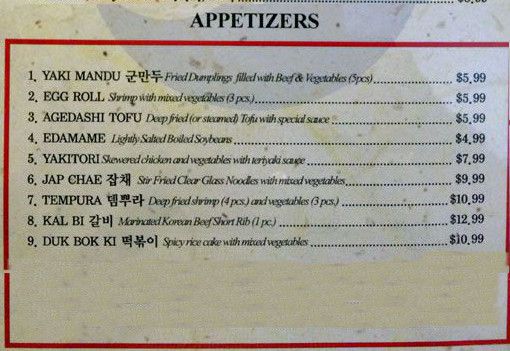 APPETIZERS
1. YAKI MANDU 군만두 Fried Dumplings filled with Beef & Vegetables (5pcs) $5.99
2. EGG ROLL Shrimp with mixed vegetables (3 pcs.) $5.99
3. AGEDASHI TOFU Deep fried (or steamed) Tofu with special sauce $5.99
4. EDAMAME Lightly Salted Boiled Soybeans $4.99
5. YAKITORI Skewered chicken and vegetables with teriyaki sauce $7.99
6. JAP CHAE 잡채 Stir Fried Clear Glass Noodles with mixed vegetables $9.99
7. TEMPURA 템뿌라 Deep fried shrimp (4 pcs.) and vegetables (3 pcs.) $10.99
8. KAL BI 갈비 Marinated Korean Beef Short Rib (1 pc.) $12.99
9. DUK BOK KI 떡볶이 Spicy rice cake with mixed vegetables $10.99